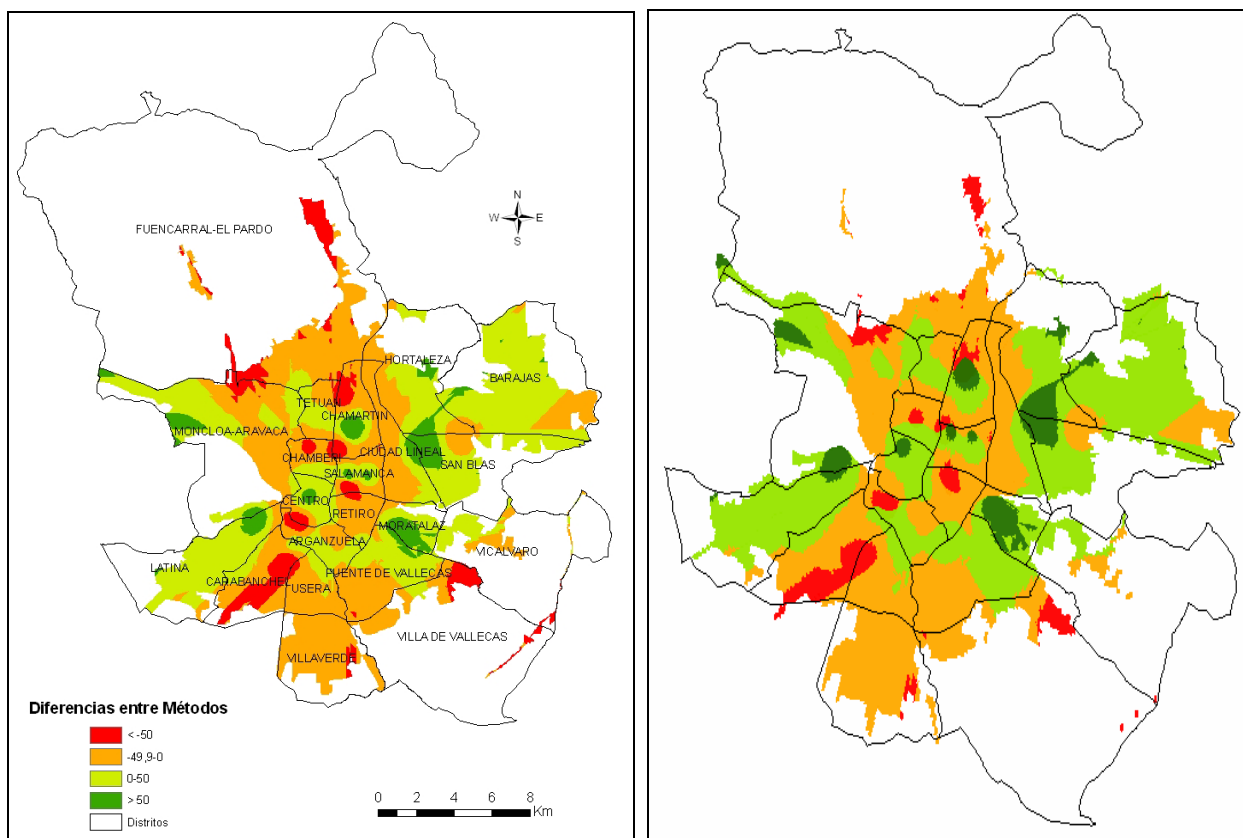 N
W E
S
FUENCARRAL-EL PARDO
HORTALEZA
BARAJAS
TETUAN
CHAMARTIN
MONCLOA-ARAVACA
CIUDAD LINEAL
CHAMBERI
SAN BLAS
SALAMANCA
CENTRO
RETIRO
MORATALAZ
ARGANZUELA
VICALVARO
LATINA
PUENTE DE VALLECAS
CARABANCHEL
USERA
VILLA DE VALLECAS
VILLAVERDE
Diferencias entre Métodos
< -50
-49,9-0
0-50
> 50
Distritos
0 2 4 6 8
Km